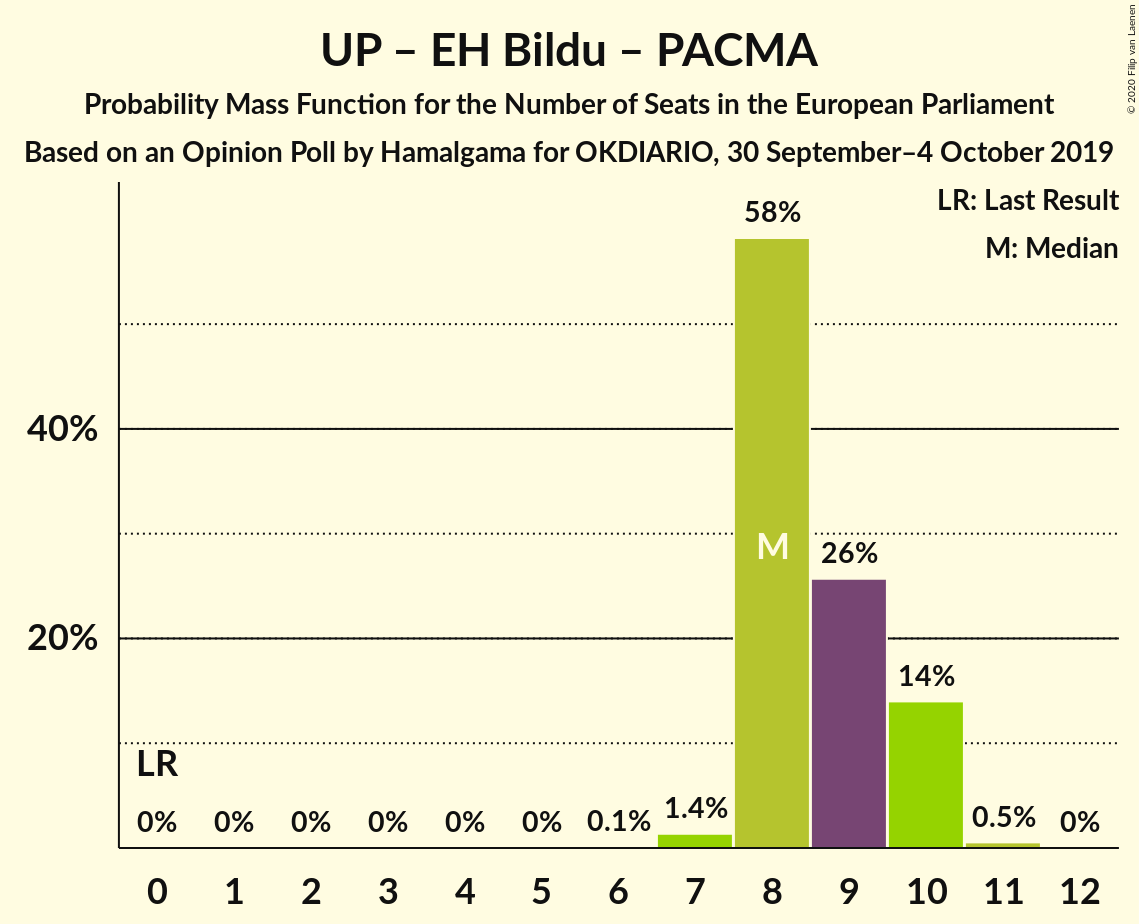 UP – EH Bildu – PACMA
Probability Mass Function for the Number of Seats in the European Parliament
Based on an Opinion Poll by Hamalgama for OKDIARIO, 30 September–4 October 2019
© 2020 Filip van Laenen
LR: Last Result
M: Median
58%
40%
M
26%
20%
14%
LR
0% 0% 0% 0% 0% 0% 0.1% 1.4% 0.5% 0%
0 1 2 3 4 5 6 7 8 9 10 11 12